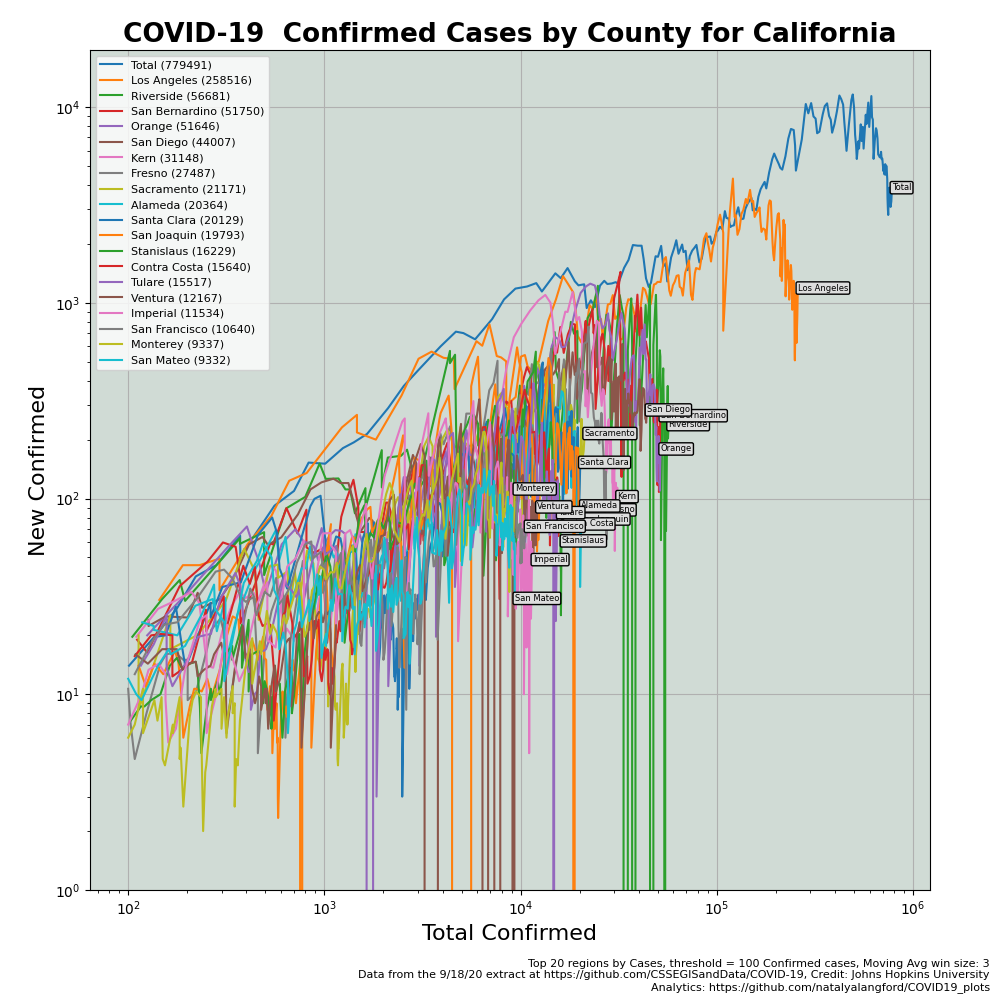 COVID-19  Confirmed Cases by County for California
Total (779491)
Los Angeles (258516)
Riverside (56681)
San Bernardino (51750)
Orange (51646)
San Diego (44007)
Kern (31148)
Fresno (27487)
Sacramento (21171)
Alameda (20364)
Santa Clara (20129)
San Joaquin (19793)
Stanislaus (16229)
Contra Costa (15640)
Tulare (15517)
Ventura (12167)
Imperial (11534)
San Francisco (10640)
Monterey (9337)
San Mateo (9332)
New Confirmed
10⁴
10³
10²
10¹
10⁰
Total
Los Angeles
San Diego
Bernardino
Riverside
Sacramento
Orange
Santa Clara
Monterey
Kern
Ventura
Alameda
Tulare
San Francisco
Costa
Stanislaus
Imperial
San Mateo
10²
10³
10⁴
10⁵
10⁶
Total Confirmed
Top 20 regions by Cases, threshold = 100 Confirmed cases, Moving Avg win size: 3
Data from the 9/18/20 extract at https://github.com/CSSEGISandData/COVID-19, Credit: Johns Hopkins University
Analytics: https://github.com/natalyalangford/COVID19_plots